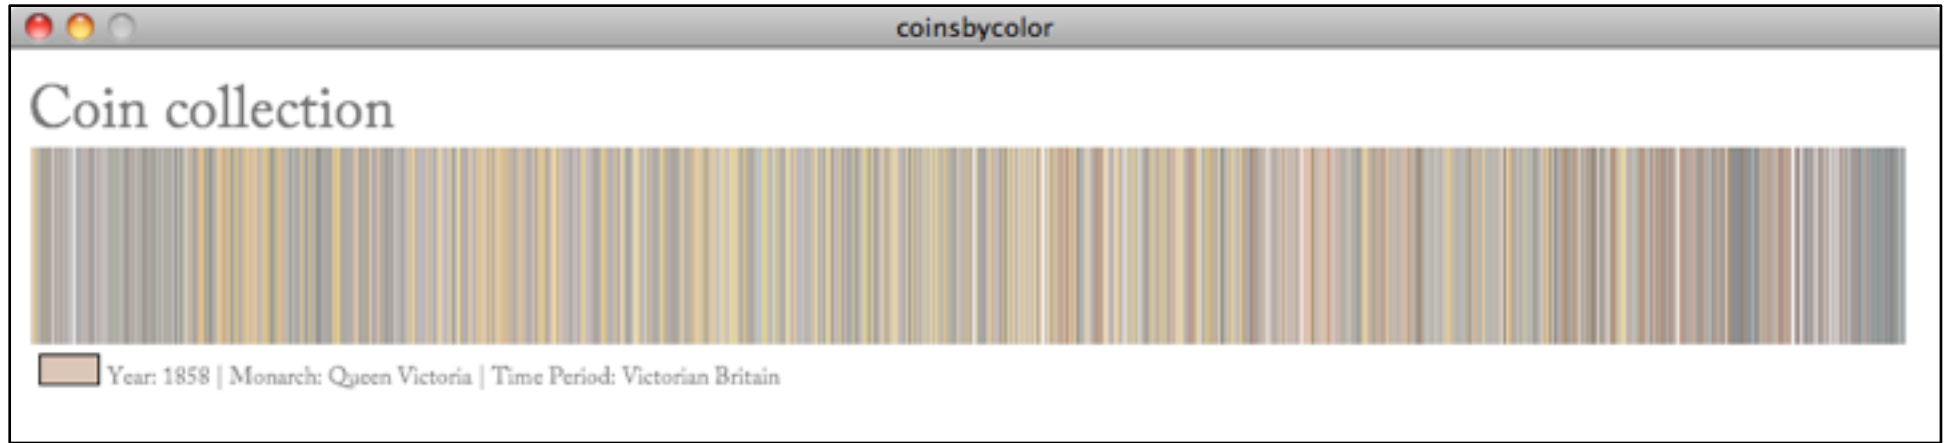 coinsbycolor
Coin collection
Year: 1858 | Monarch: Queen Victoria | Time Period: Victorian Britain